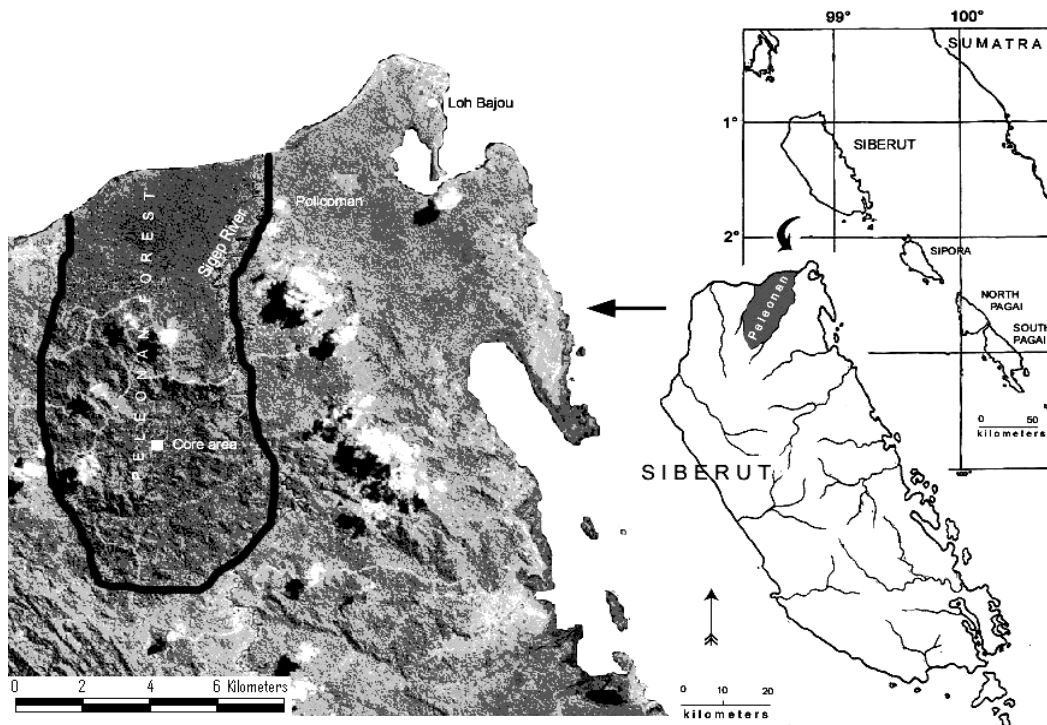 Loh Bajou
Policoman
Sigep River
PELEONAN FOREST
Core area
0 2 4 6 Kilometers
99° 100°
SUMATRA
1°
SIBERUT
2°
SIPORA
NORTH
PAGAI
SOUTH
PAGAI
0 50
kilometers
Peleonan
SIBERUT
0 10 20
kilometers